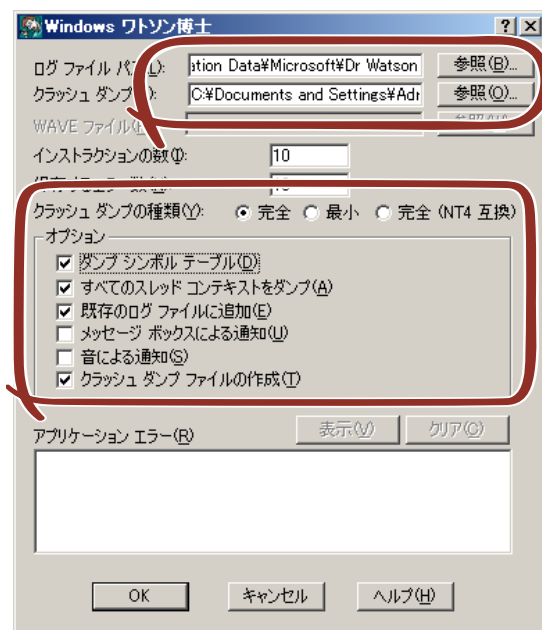 Windows ワトソン博士
ログ ファイル パス(L): ation Data¥Microsoft¥Dr Watson 参照(B)...
クラッシュ ダンプ(P): C:¥Documents and Settings¥Adr 参照(O)...
WAVE ファイル
インストラクションの数(I): 10
クラッシュ ダンプの種類(Y): 完全 最小 完全 (NT4 互換)
オプション
ダンプ シンボル テーブル(D)
すべてのスレッド コンテキストをダンプ(A)
既存のログ ファイルに追加(E)
メッセージ ボックスによる通知(U)
音による通知(S)
クラッシュ ダンプ ファイルの作成(T)
アプリケーション エラー(R) 表示(V) クリア(C)
OK キャンセル ヘルプ(H)